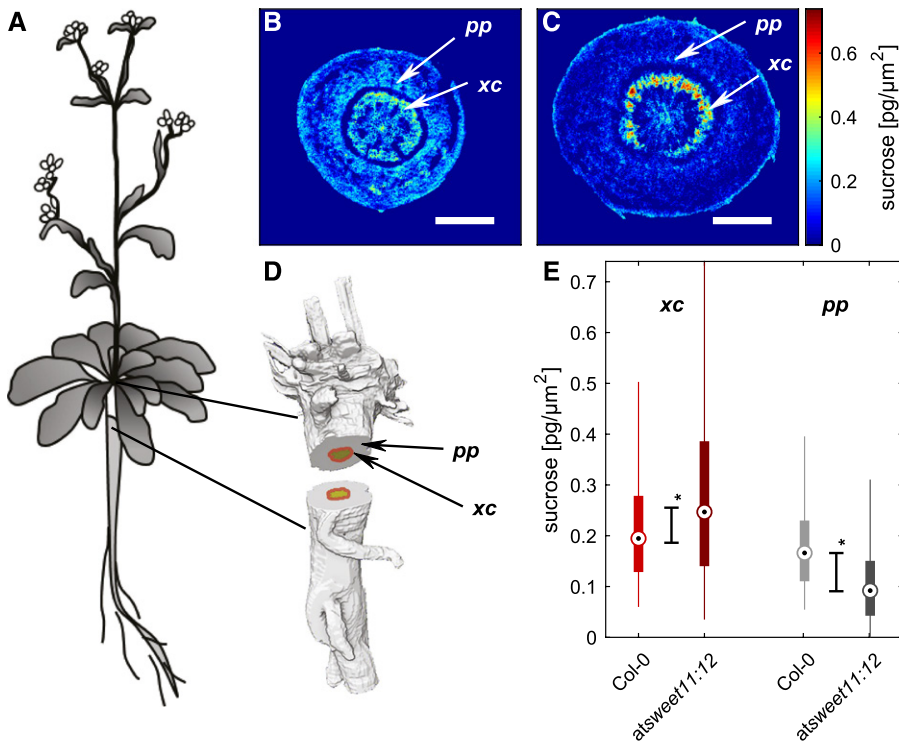 A
B
pp
xc
C
pp
xc
0.6
0.4
0.2
0
sucrose [pg/µm²]
D
pp
xc
E
xc
pp
0.7
0.6
0.5
0.4
0.3
0.2
0.1
0
sucrose [pg/µm²]
*
*
Col-0
atsweet11:12
Col-0
atsweet11:12